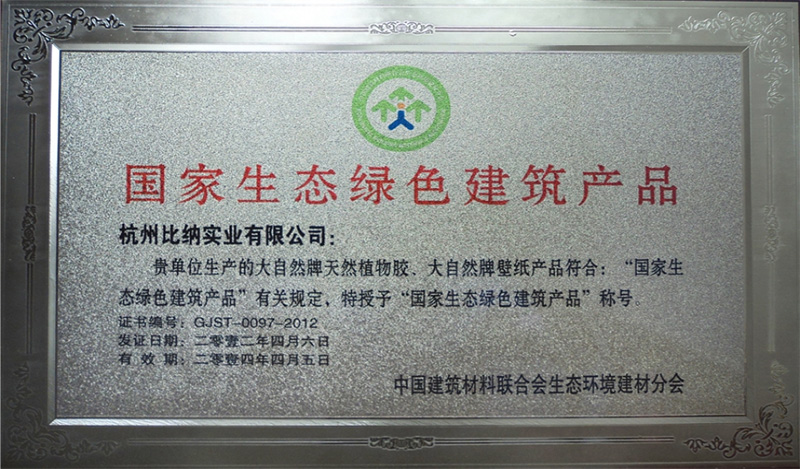 国家生态绿色建筑产品
杭州比纳实业有限公司：
贵单位生产的大自然牌天然植物胶、大自然牌壁纸产品符合：“国家生
态绿色建筑产品”有关规定，特授予“国家生态绿色建筑产品”称号。
证书编号：GJST-0097-2012
发证日期：二零壹二年四月六日
有 效 期：二零壹四年四月五日
中国建筑材料联合会生态环境建材分会